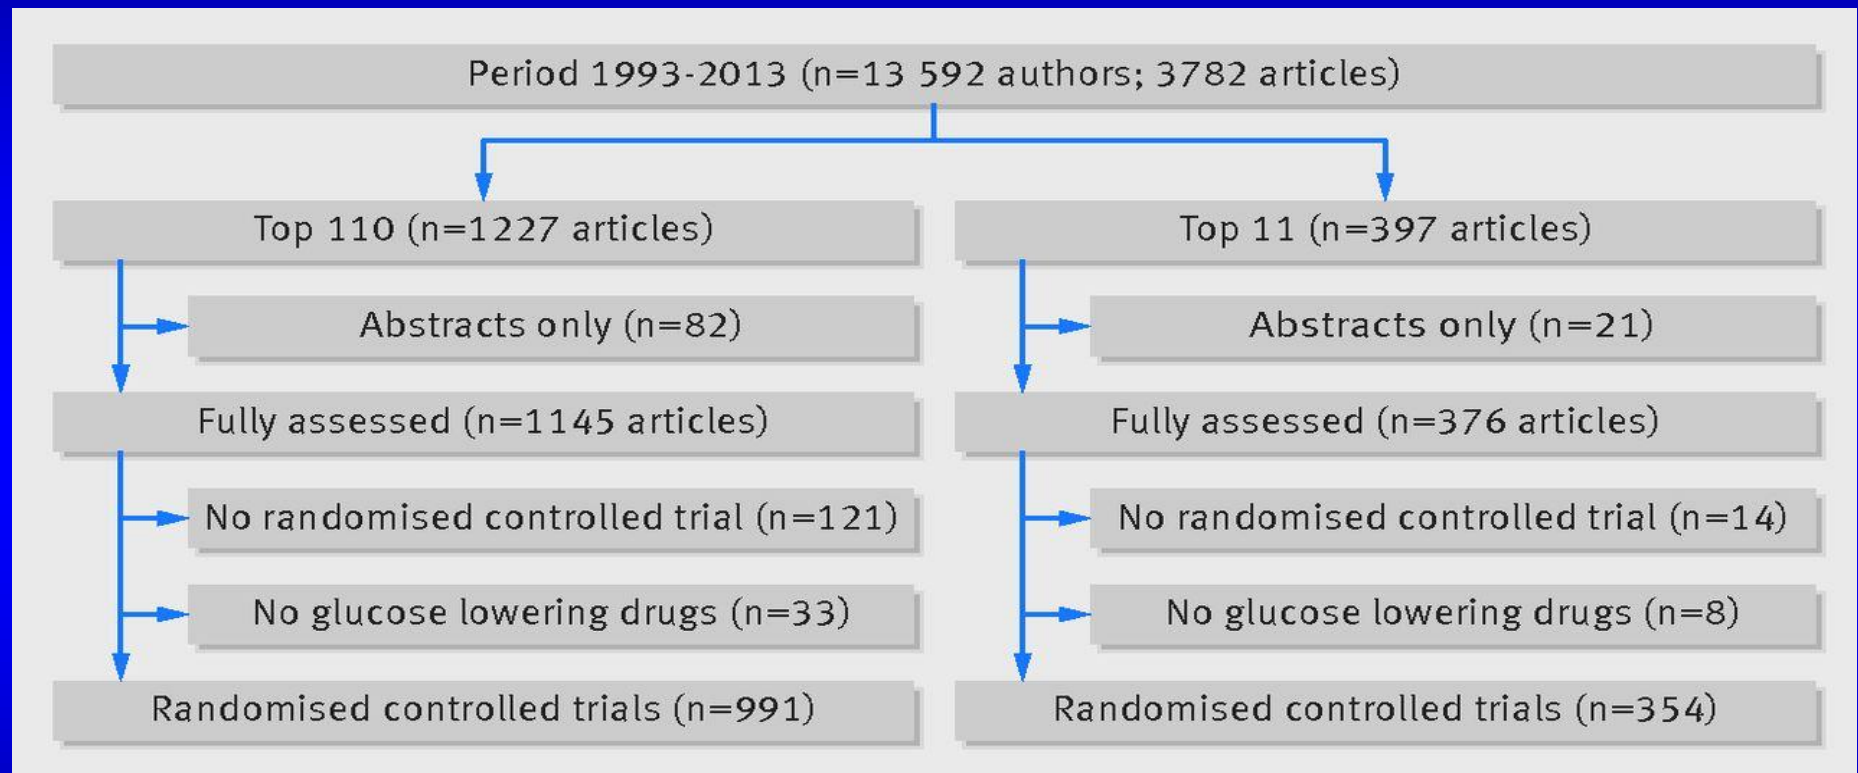 Period 1993-2013 (n=13 592 authors; 3782 articles)
Top 110 (n=1227 articles)
Abstracts only (n=82)
Fully assessed (n=1145 articles)
No randomised controlled trial (n=121)
No glucose lowering drugs (n=33)
Randomised controlled trials (n=991)
Top 11 (n=397 articles)
Abstracts only (n=21)
Fully assessed (n=376 articles)
No randomised controlled trial (n=14)
No glucose lowering drugs (n=8)
Randomised controlled trials (n=354)